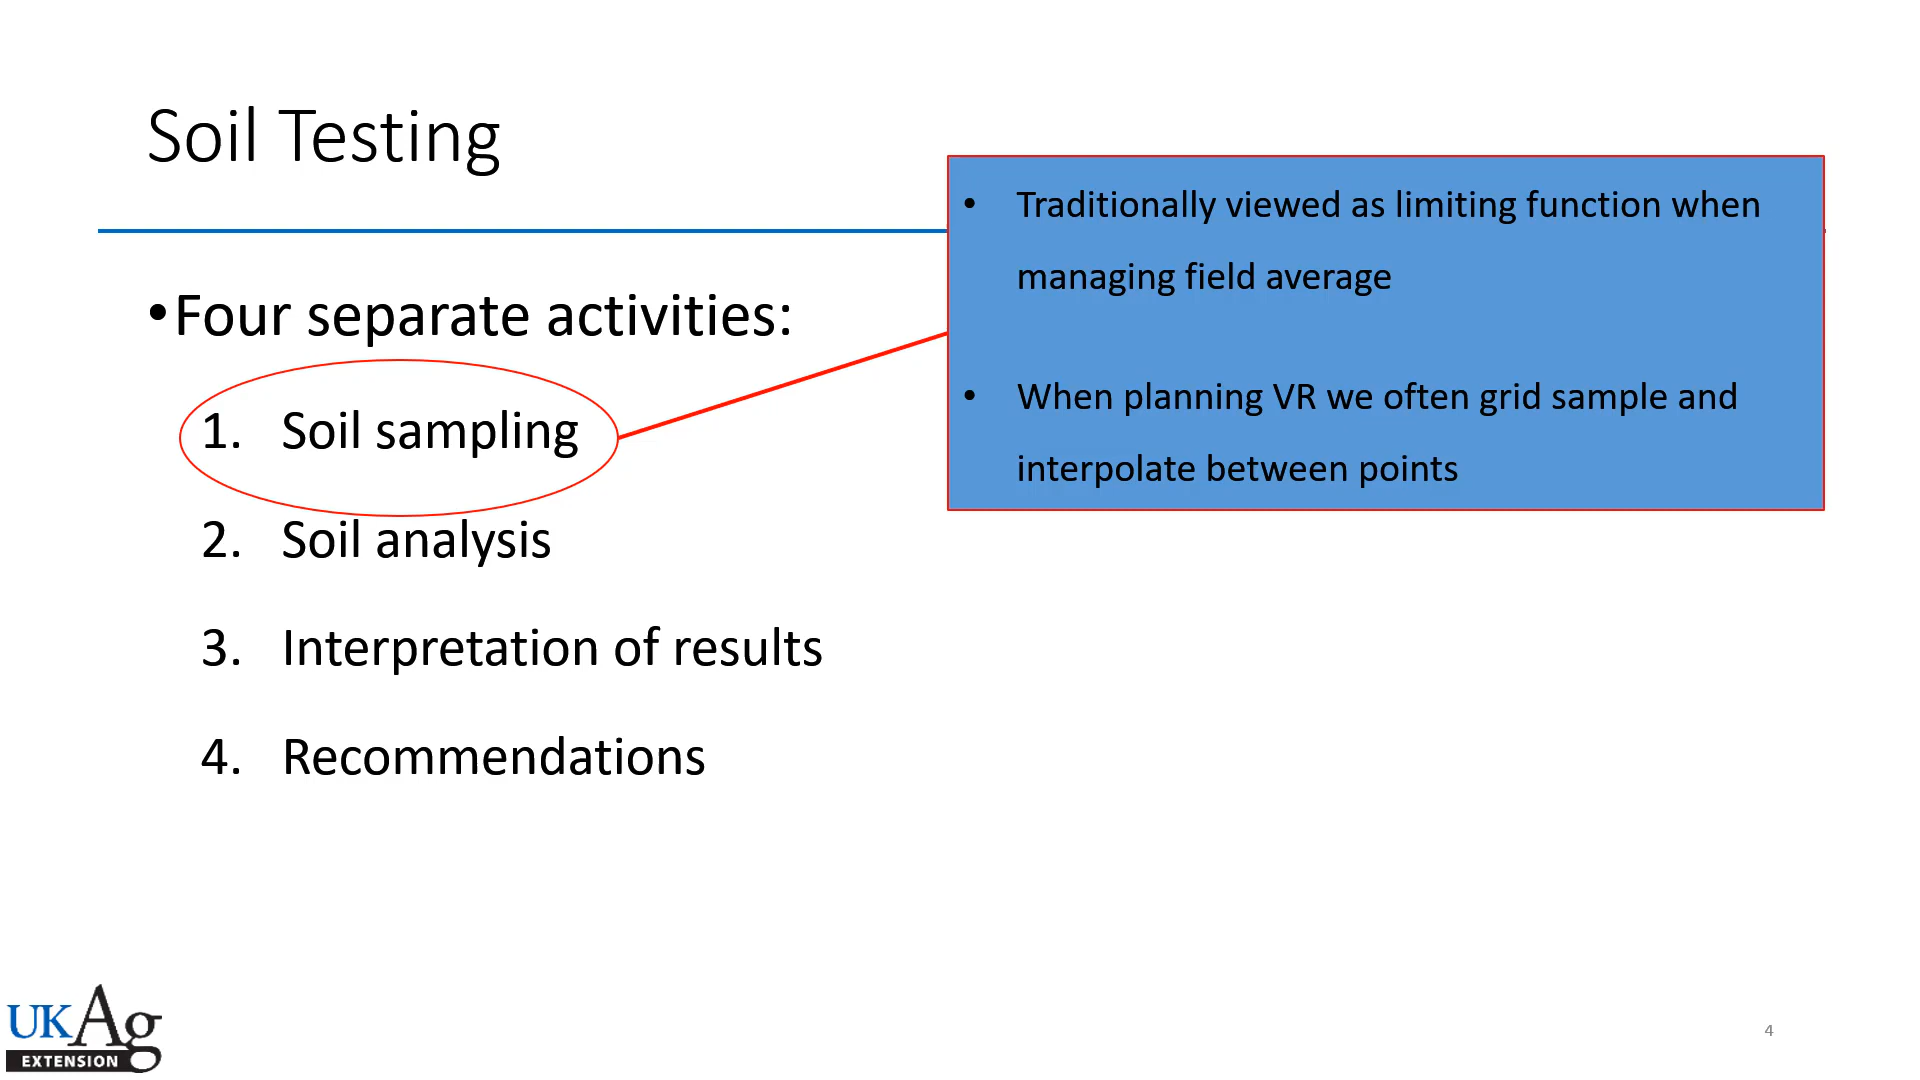 Soil Testing
•Four separate activities:
1. Soil sampling
2. Soil analysis
3. Interpretation of results
4. Recommendations
• Traditionally viewed as limiting function when
managing field average
• When planning VR we often grid sample and
interpolate between points
UKAg
EXTENSION
4